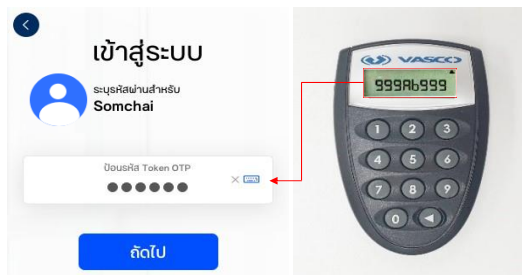 เข้าสู่ระบบ
ระบุรหัสผ่านสำหรับ
Somchai
ป้อนรหัส Token OTP
ถัดไป
VASCO
999Ab999
1 2 3
4 5 6
7 8 9
0